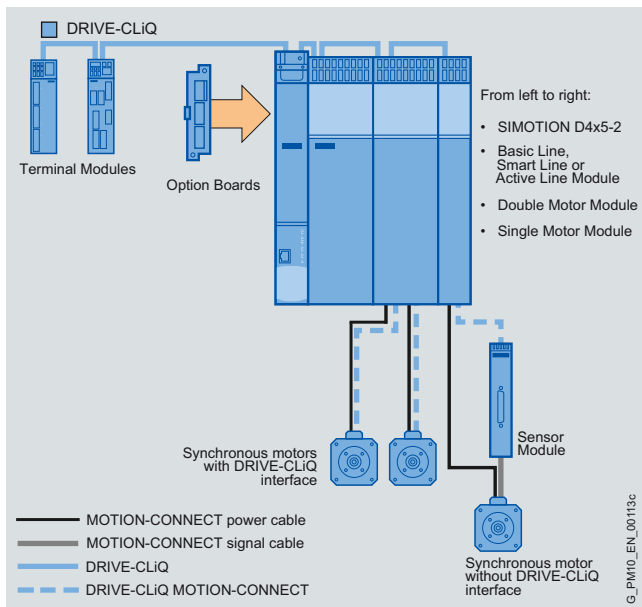 DRIVE-CLiQ
Terminal Modules
Option Boards
From left to right:
• SIMOTION D4x5-2
• Basic Line,
Smart Line or
Active Line Module
• Double Motor Module
• Single Motor Module
Synchronous motors
with DRIVE-CLiQ
interface
Sensor
Module
Synchronous motor
without DRIVE-CLiQ
interface
MOTION-CONNECT power cable
MOTION-CONNECT signal cable
DRIVE-CLiQ
DRIVE-CLiQ MOTION-CONNECT
G_PM10_EN_00113c